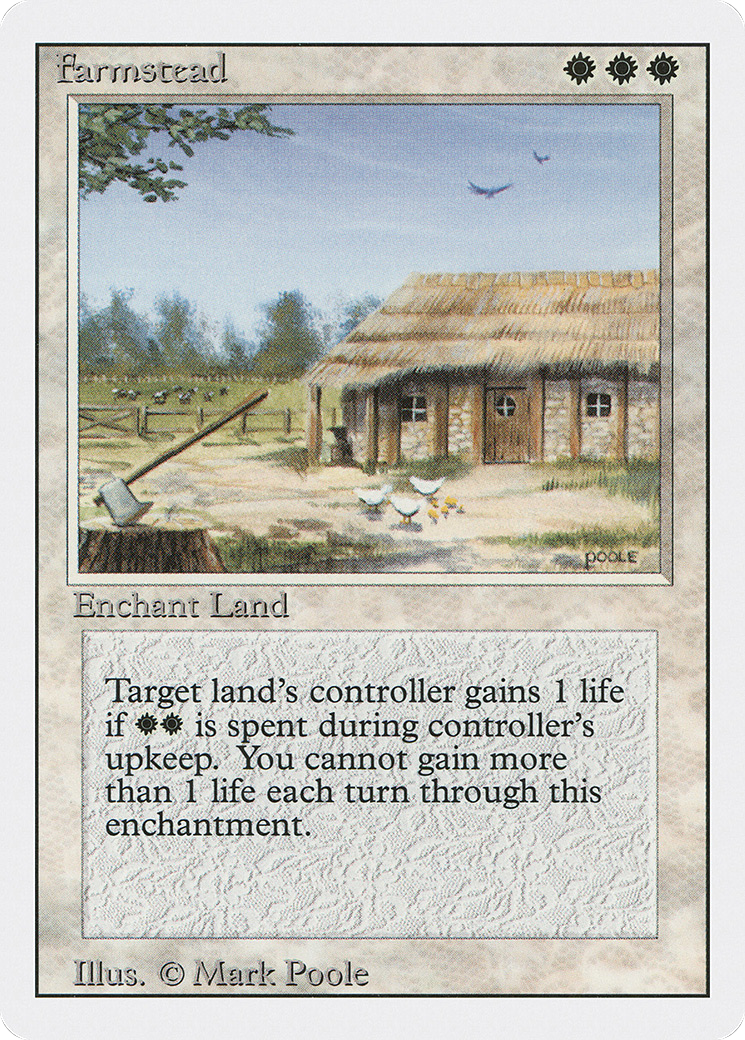 Farmstead
POOLE
Enchant Land
Target land's controller gains 1 life
if is spent during controller's
upkeep. You cannot gain more
than 1 life each turn through this
enchantment.
Illus. © Mark Poole